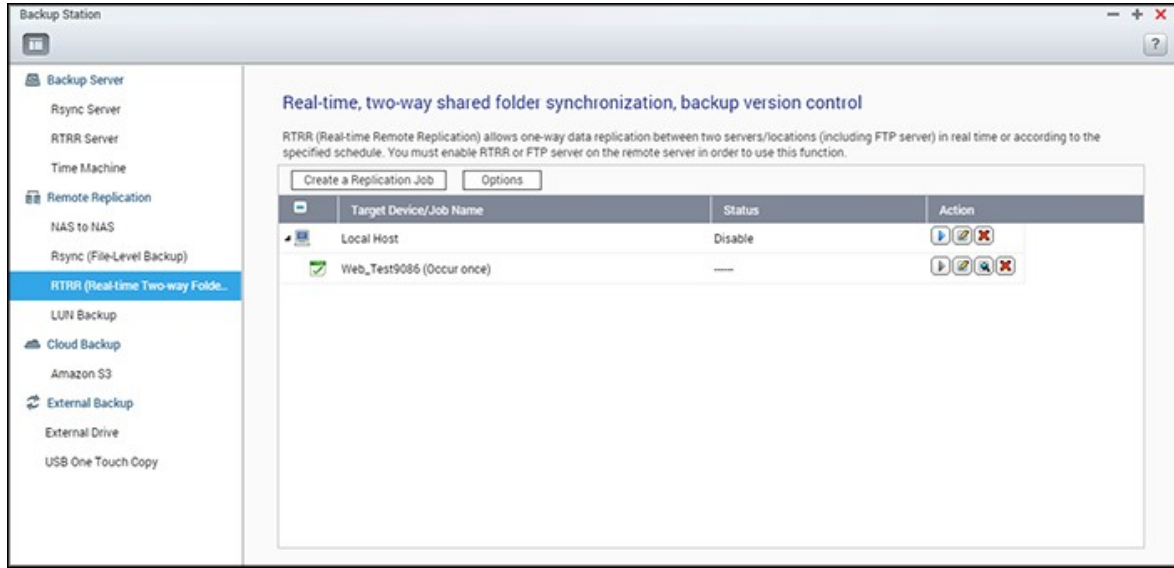 Backup Station
?
Backup Server
Rsync Server
RTRR Server
Time Machine
Remote Replication
NAS to NAS
Rsync (File-Level Backup)
RTRR (Real-time Two-way Folde...
LUN Backup
Cloud Backup
Amazon S3
External Backup
External Drive
USB One Touch Copy
Real-time, two-way shared folder synchronization, backup version control
RTRR (Real-time Remote Replication) allows one-way data replication between two servers/locations (including FTP server) in real time or according to the
specified schedule. You must enable RTRR or FTP server on the remote server in order to use this function.
Create a Replication Job Options
Target Device/Job Name Status Action
Local Host Disable
Web_Test9086 (Occur once) -----